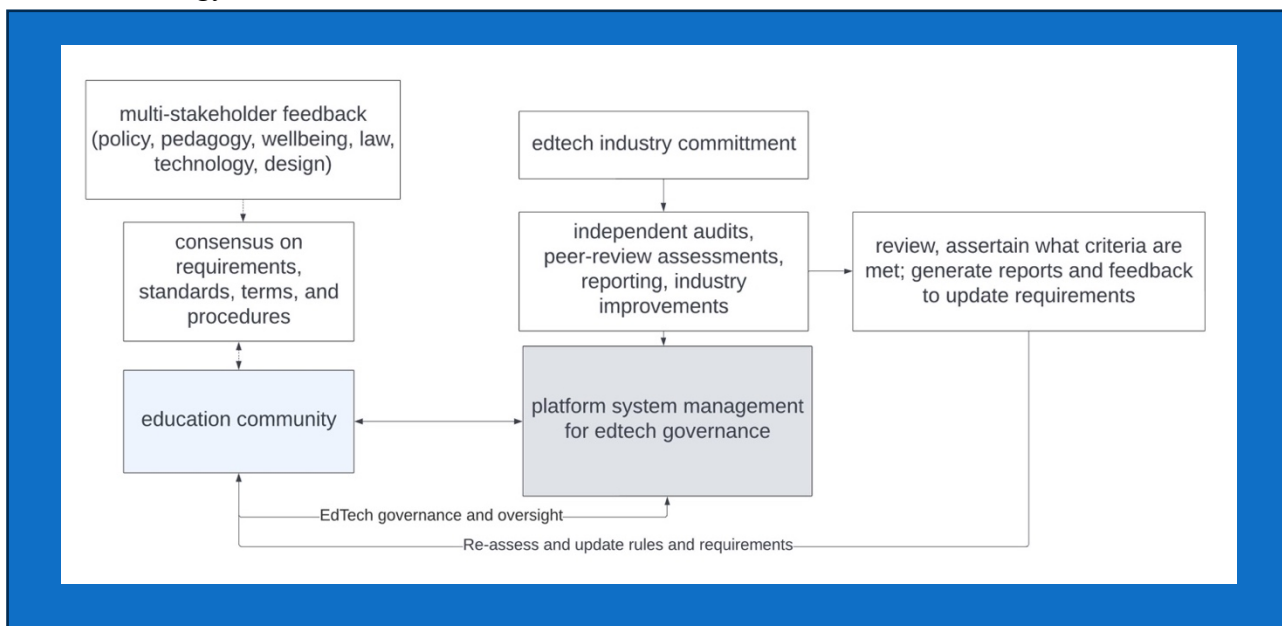 multi-stakeholder feedback
(policy, pedagogy, wellbeing, law,
technology, design)
edtech industry committment
consensus on
requirements,
standards, terms, and
procedures
independent audits,
peer-review assessments,
reporting, industry
improvements
review, assertain what criteria are
met; generate reports and feedback
to update requirements
education community
platform system management
for edtech governance
EdTech governance and oversight
Re-assess and update rules and requirements